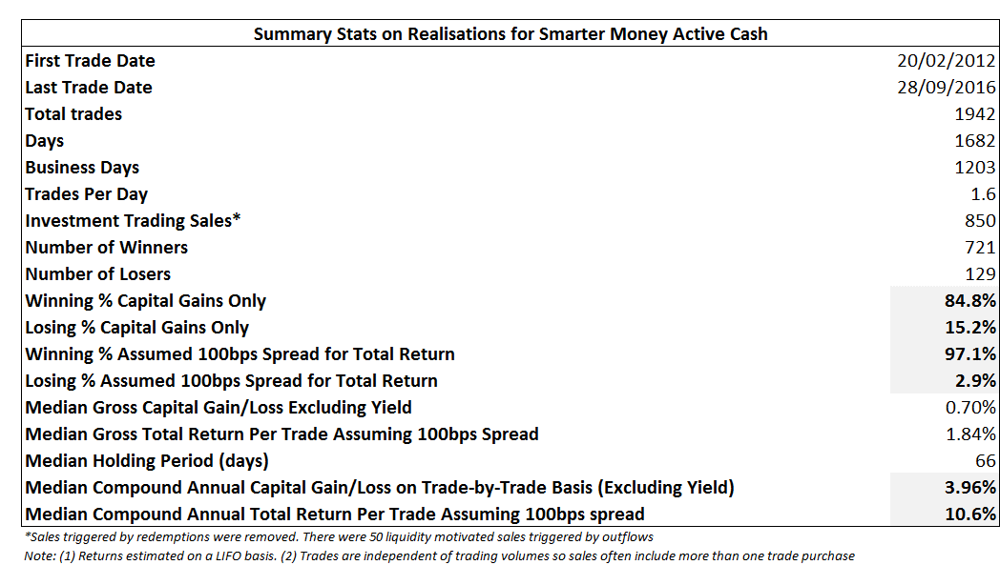 Summary Stats on Realisations for Smarter Money Active Cash
First Trade Date 20/02/2012
Last Trade Date 28/09/2016
Total trades 1942
Days 1682
Business Days 1203
Trades Per Day 1.6
Investment Trading Sales* 850
Number of Winners 721
Number of Losers 129
Winning % Capital Gains Only 84.8%
Losing % Capital Gains Only 15.2%
Winning % Assumed 100bps Spread for Total Return 97.1%
Losing % Assumed 100bps Spread for Total Return 2.9%
Median Gross Capital Gain/Loss Excluding Yield 0.70%
Median Gross Total Return Per Trade Assuming 100bps Spread 1.84%
Median Holding Period (days) 66
Median Compound Annual Capital Gain/Loss on Trade-by-Trade Basis (Excluding Yield) 3.96%
Median Compound Annual Total Return Per Trade Assuming 100bps spread 10.6%
*Sales triggered by redemptions were removed. There were 50 liquidity motivated sales triggered by outflows
Note: (1) Returns estimated on a LIFO basis. (2) Trades are independent of trading volumes so sales often include more than one trade purchase